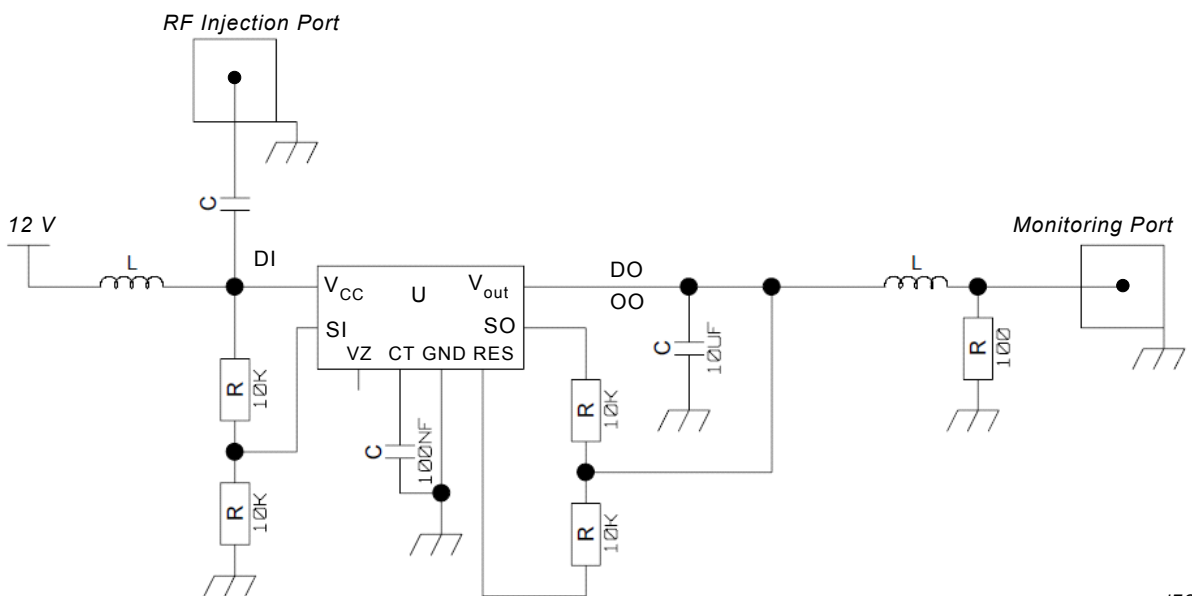 RF Injection Port
C
12 V
L
DI
VCC
U
Vout
SI
SO
VZ
CT
GND
RES
DO
OO
L
Monitoring Port
C
10UF
R
100
R
10K
R
10K
C
100NF
R
10K
R
10K